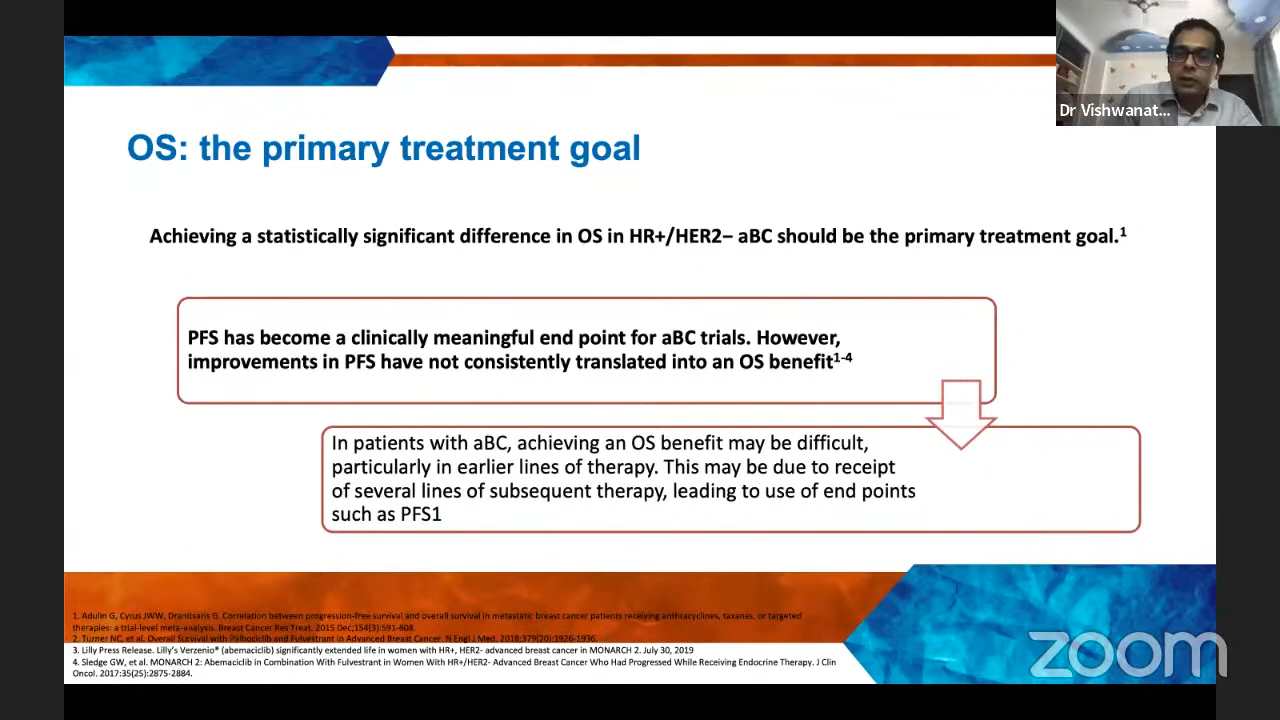 Dr Vishwanat...
OS: the primary treatment goal
Achieving a statistically significant difference in OS in HR+/HER2− aBC should be the primary treatment goal.1
PFS has become a clinically meaningful end point for aBC trials. However,
improvements in PFS have not consistently translated into an OS benefit1-4
In patients with aBC, achieving an OS benefit may be difficult,
particularly in earlier lines of therapy. This may be due to receipt
of several lines of subsequent therapy, leading to use of end points
such as PFS1
1. Adulin G, Cyrus JWW, Dranitsaris G. Correlation between progression-free survival and overall survival in metastatic breast cancer patients receiving anthracyclines, taxanas, or targeted
therapies: a trial-level meta-analysis. Breast Cancer Res Treat. 2015 Dec;154(3):591-608.
2. Turner NC, et al. Overall Survival with Palbociclib and Fulvestrant in Advanced Breast Cancer. N Engl J Med. 2018;379(20):1926-1936.
3. Lilly Press Release. Lilly's Verzenio® (abemaciclib) significantly extended life in women with HR+, HER2- advanced breast cancer in MONARCH 2. July 30, 2019
4. Sledge GW, et al. MONARCH 2: Abemaciclib in Combination With Fulvestrant in Women With HR+/HER2- Advanced Breast Cancer Who Had Progressed While Receiving Endocrine Therapy. J Clin
Oncol. 2017:35(25):2875-2884.
zoom